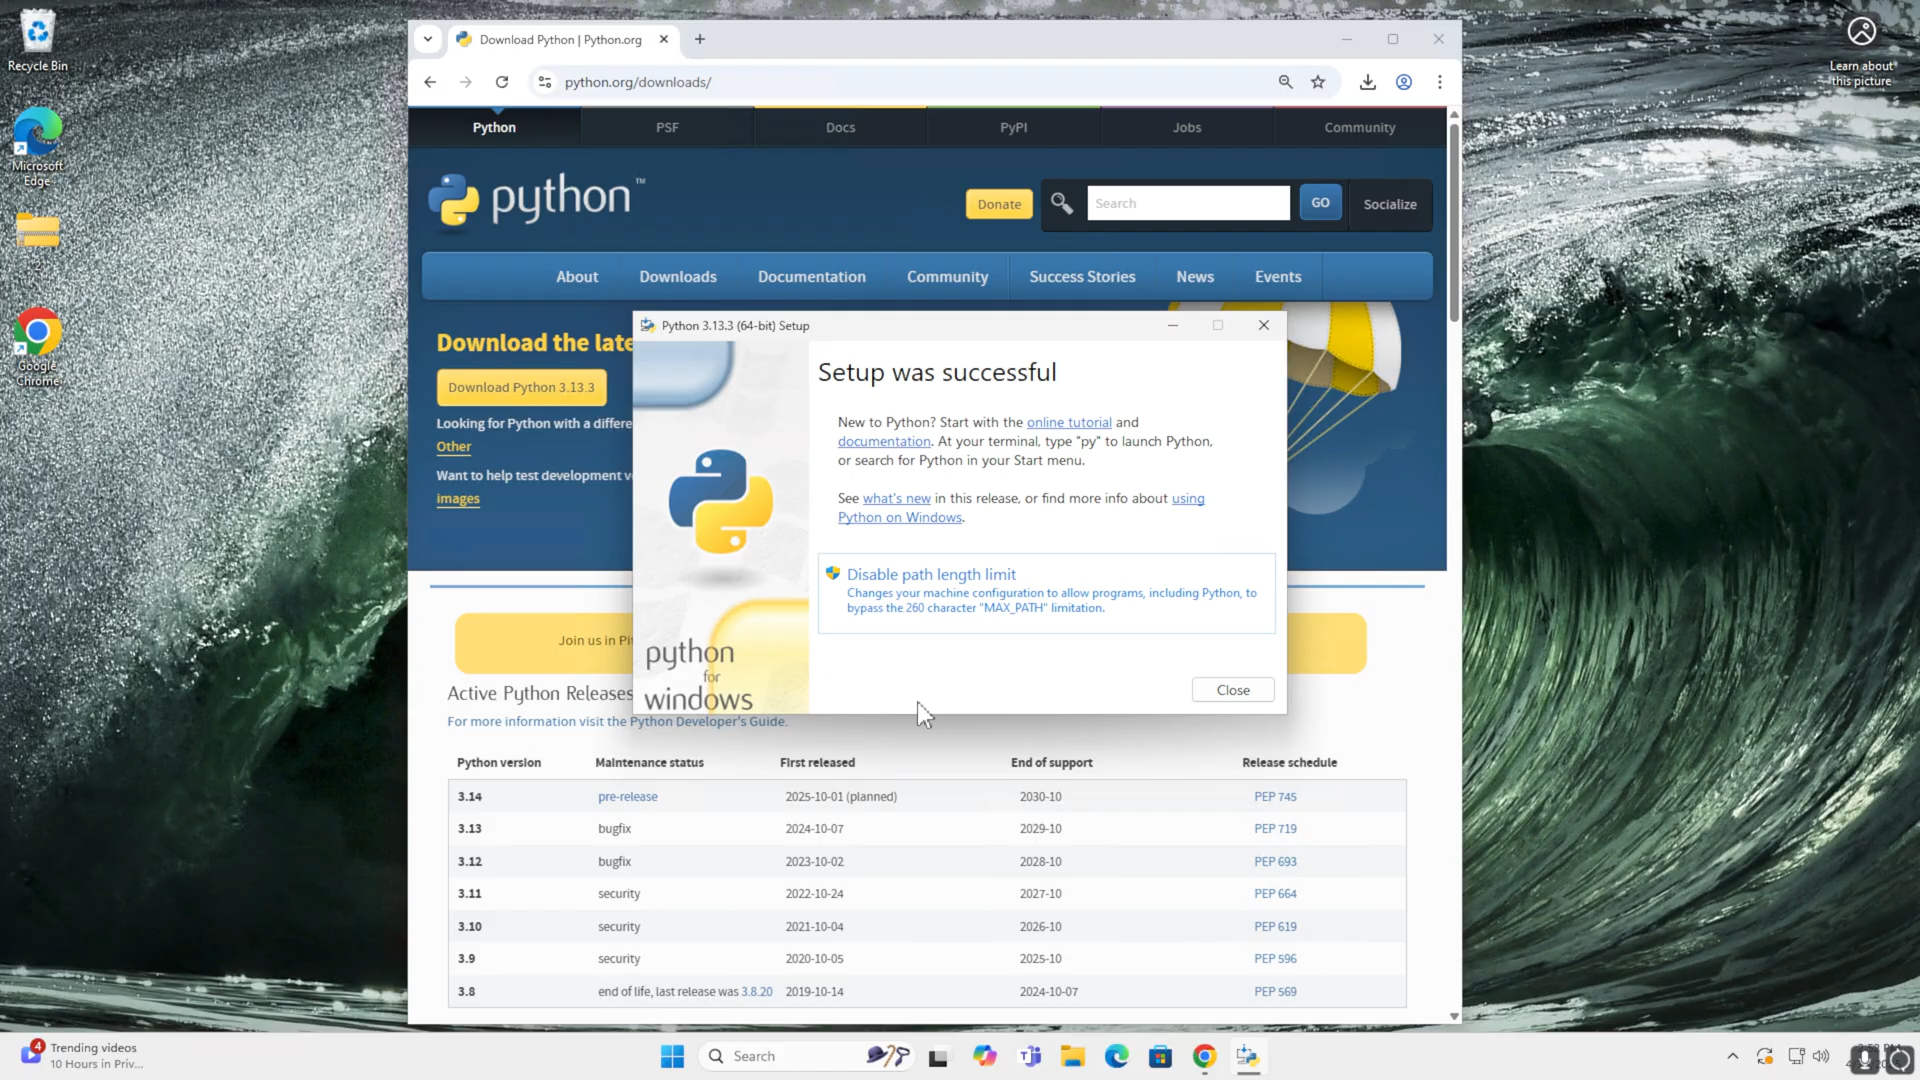 Recycle Bin
Microsoft
Edge
2
Google
Chrome
Learn about
this picture
Download Python | Python.org
python.org/downloads/
Python
PSF
Docs
PyPI
Jobs
Community
python™
Donate
Search
GO
Socialize
About
Downloads
Documentation
Community
Success Stories
News
Events
Download the late
Download Python 3.13.3
Looking for Python with a differe
Other
Want to help test development v
images
Python 3.13.3 (64-bit) Setup
Setup was successful
New to Python? Start with the online tutorial and
documentation. At your terminal, type "py" to launch Python,
or search for Python in your Start menu.
See what's new in this release, or find more info about using
Python on Windows.
Disable path length limit
Changes your machine configuration to allow programs, including Python, to
bypass the 260 character "MAX_PATH" limitation.
python
for
windows
Close
Join us in Pi
Active Python Releases
For more information visit the Python Developer's Guide.
Python version Maintenance status First released End of support Release schedule
3.14 pre-release 2025-10-01 (planned) 2030-10 PEP 745
3.13 bugfix 2024-10-07 2029-10 PEP 719
3.12 bugfix 2023-10-02 2028-10 PEP 693
3.11 security 2022-10-24 2027-10 PEP 664
3.10 security 2021-10-04 2026-10 PEP 619
3.9 security 2020-10-05 2025-10 PEP 596
3.8 end of life, last release was 3.8.20 2019-10-14 2024-10-07 PEP 569
4
Trending videos
10 Hours in Priv...
Search